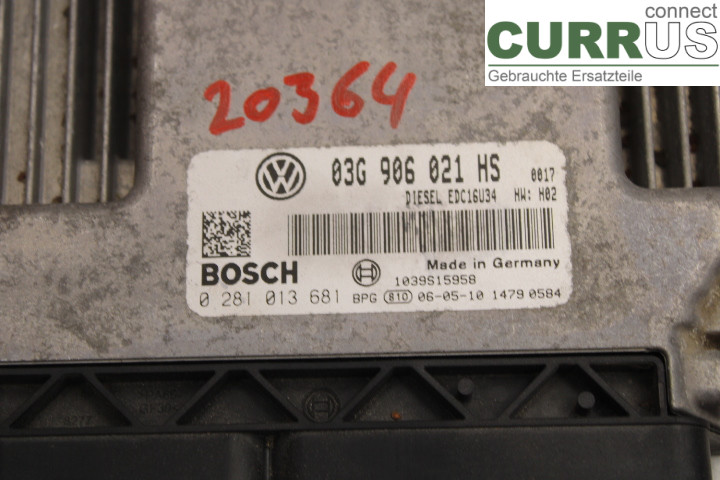 connect
CURRUS
Gebrauchte Ersatzteile
20364
03G 906 021 HS 0017
DIESEL EDC16U34 HW: H02
BOSCH
Made in Germany
1039S15958
0 281 013 681 BPG 810 06-05-10 1479 0584